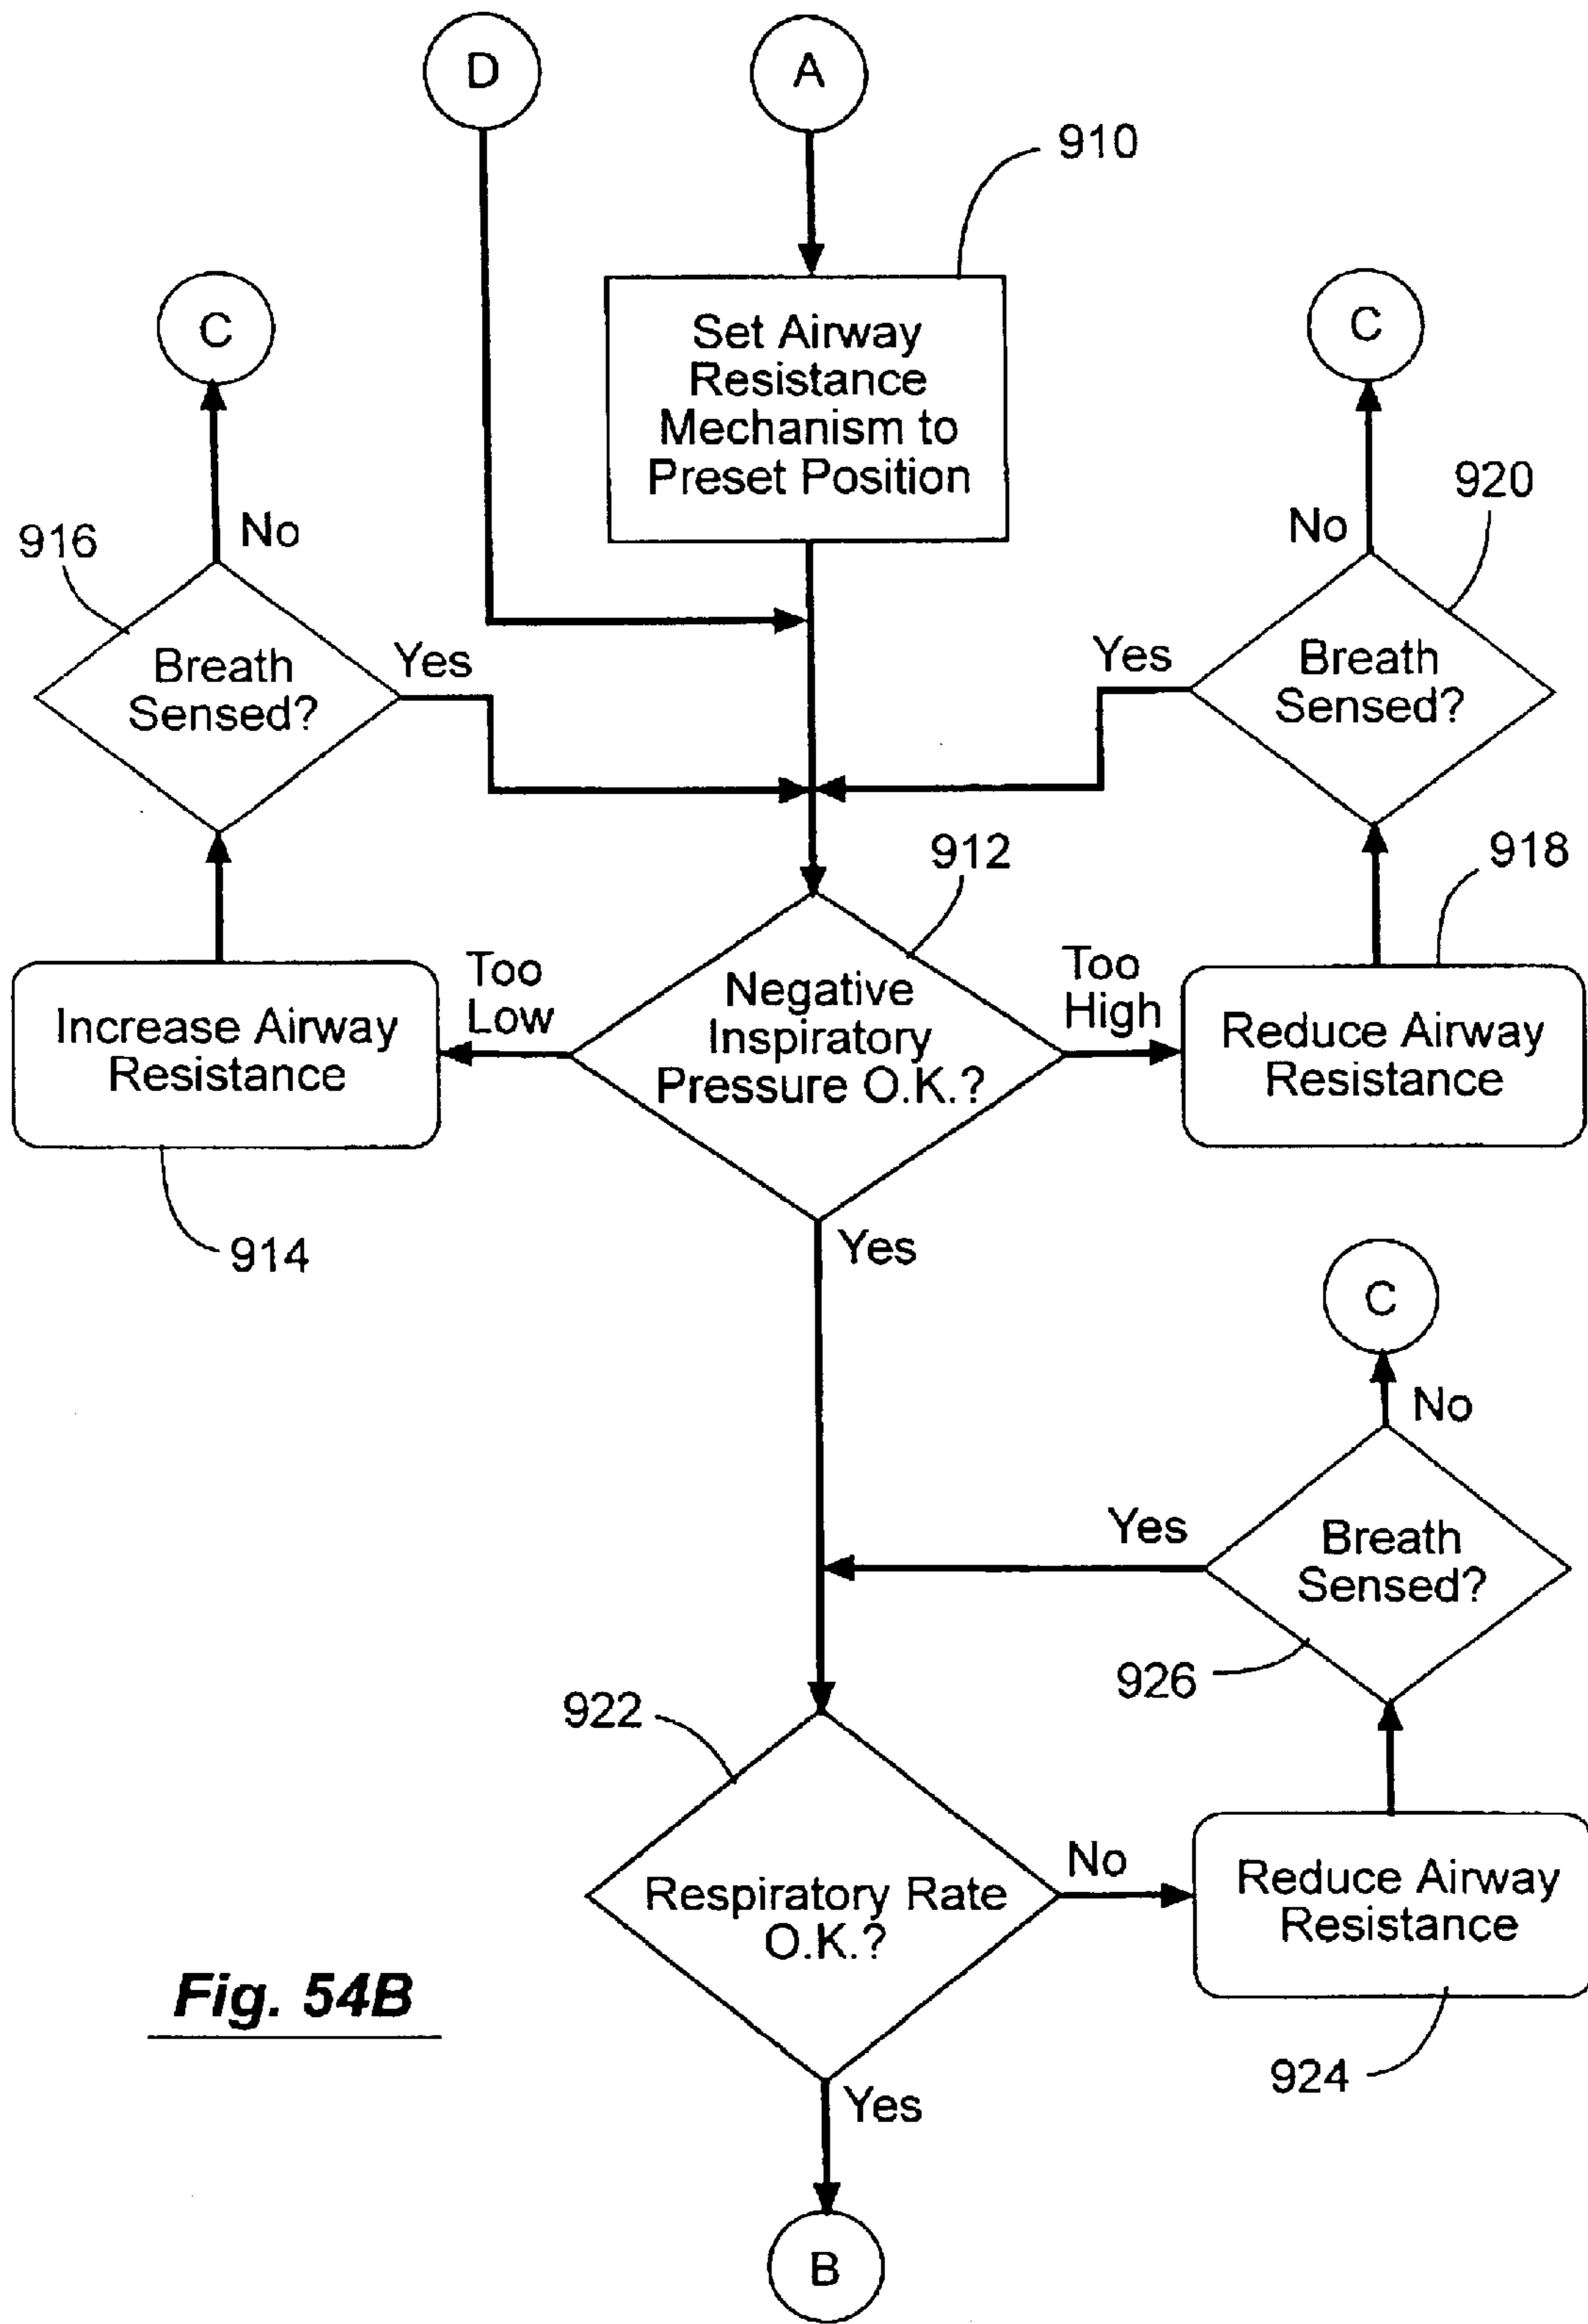 D
A
910
Set Airway
Resistance
Mechanism to
Preset Position
C
C
916
No
No
920
Breath
Sensed?
Yes
Yes
Breath
Sensed?
912
918
Increase Airway
Resistance
Too
Low
Negative
Inspiratory
Pressure O.K.?
Too
High
Reduce Airway
Resistance
914
Yes
C
No
Yes
Breath
Sensed?
926
922
Respiratory Rate
O.K.?
No
Reduce Airway
Resistance
Fig. 54B
924
Yes
B